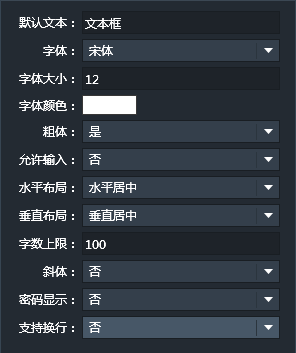 默认文本： 文本框
字体： 宋体
字体大小： 12
字体颜色：
粗体： 是
允许输入： 否
水平布局： 水平居中
垂直布局： 垂直居中
字数上限： 100
斜体： 否
密码显示： 否
支持换行： 否